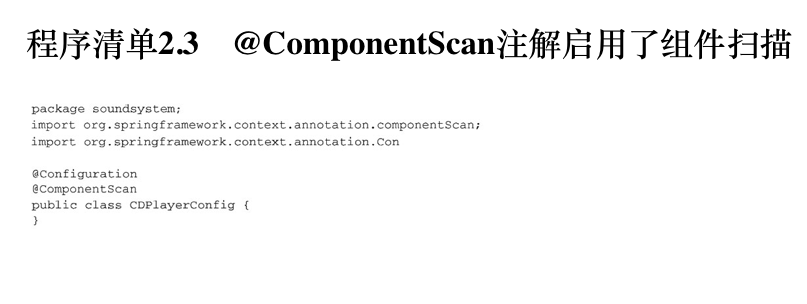 程序清单2.3 @ComponentScan注解启用了组件扫描
package soundsystem;
import org.springframework.context.annotation.componentScan;
import org.springframework.context.annotation.Con
@Configuration
@ComponentScan
public class CDPlayerConfig {
}